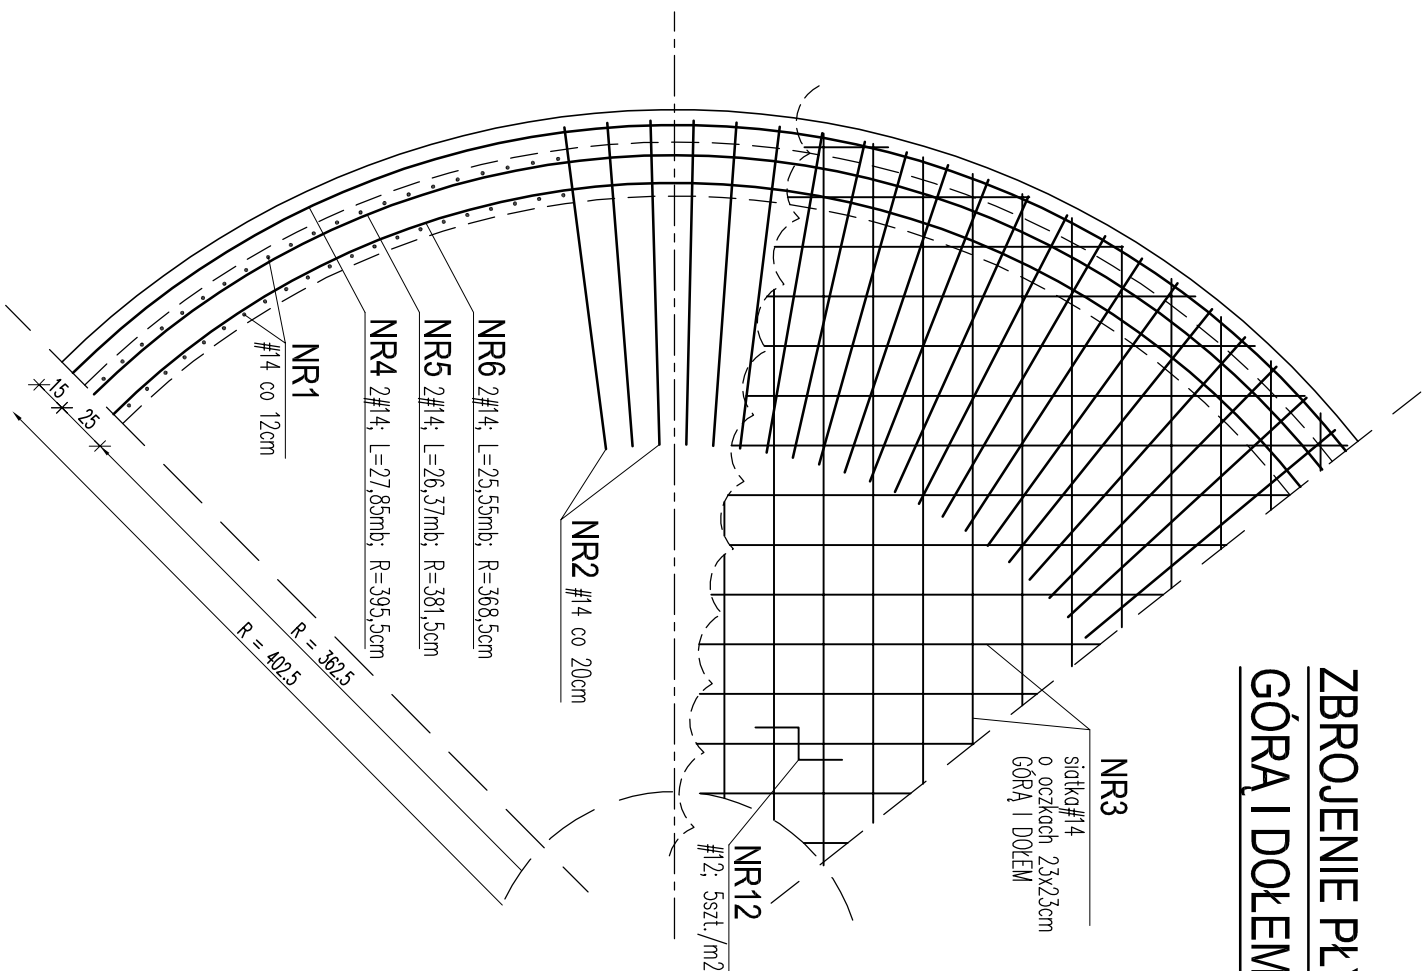 ZBROJENIE PŁY
GÓRĄ I DOŁEM
NR3
siatka#14
o oczkach 23x23cm
GÓRĄ I DOŁEM
NR12
#12; 5szt./m2
NR2 #14 co 20cm
NR6 2#14; L=25,55mb; R=368,5cm
NR5 2#14; L=26,37mb; R=381,5cm
NR4 2#14; L=27,85mb; R=395,5cm
NR1
#14 co 12cm
15
25
R = 362.5
R = 402.5